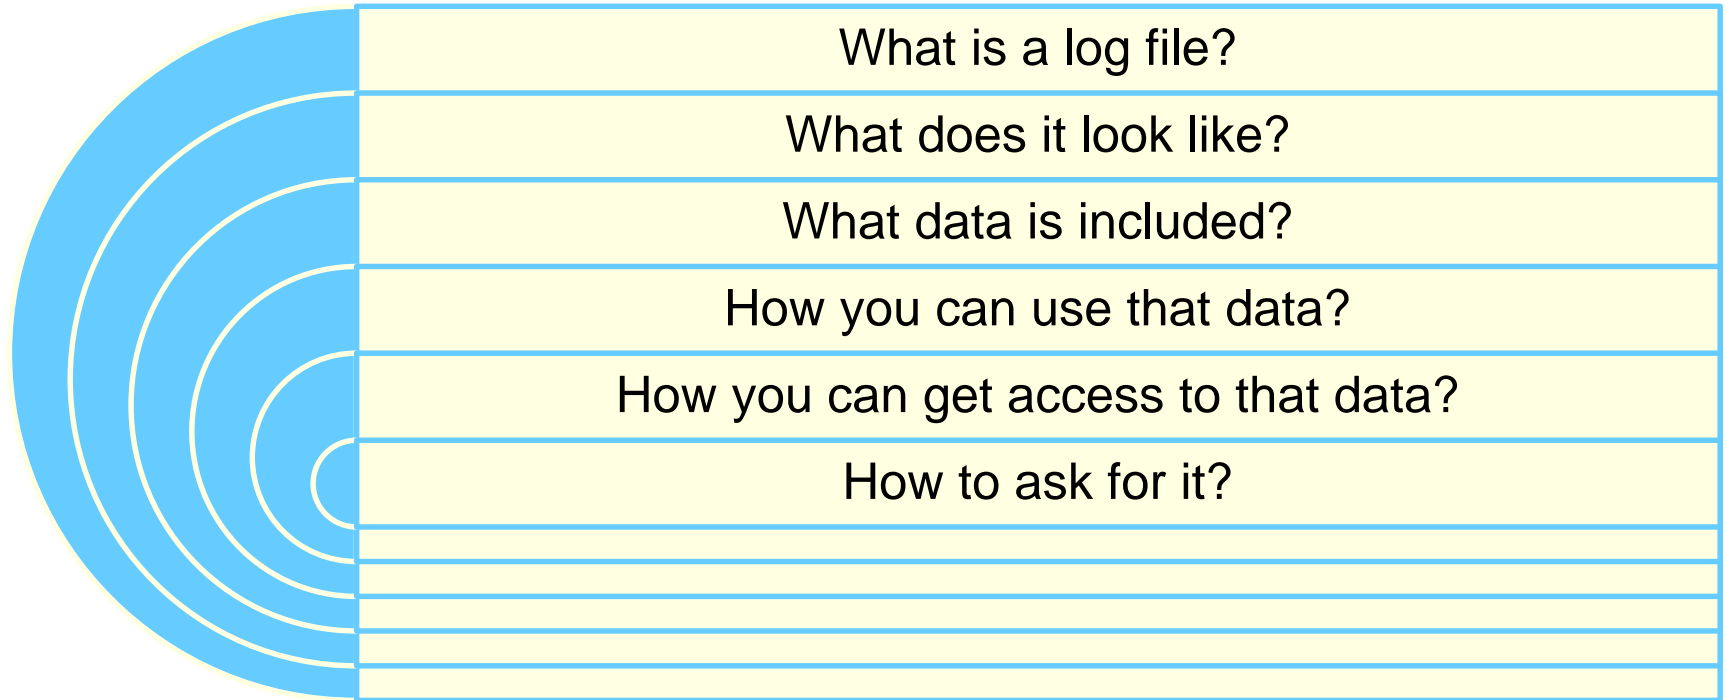 What is a log file?
What does it look like?
What data is included?
How you can use that data?
How you can get access to that data?
How to ask for it?